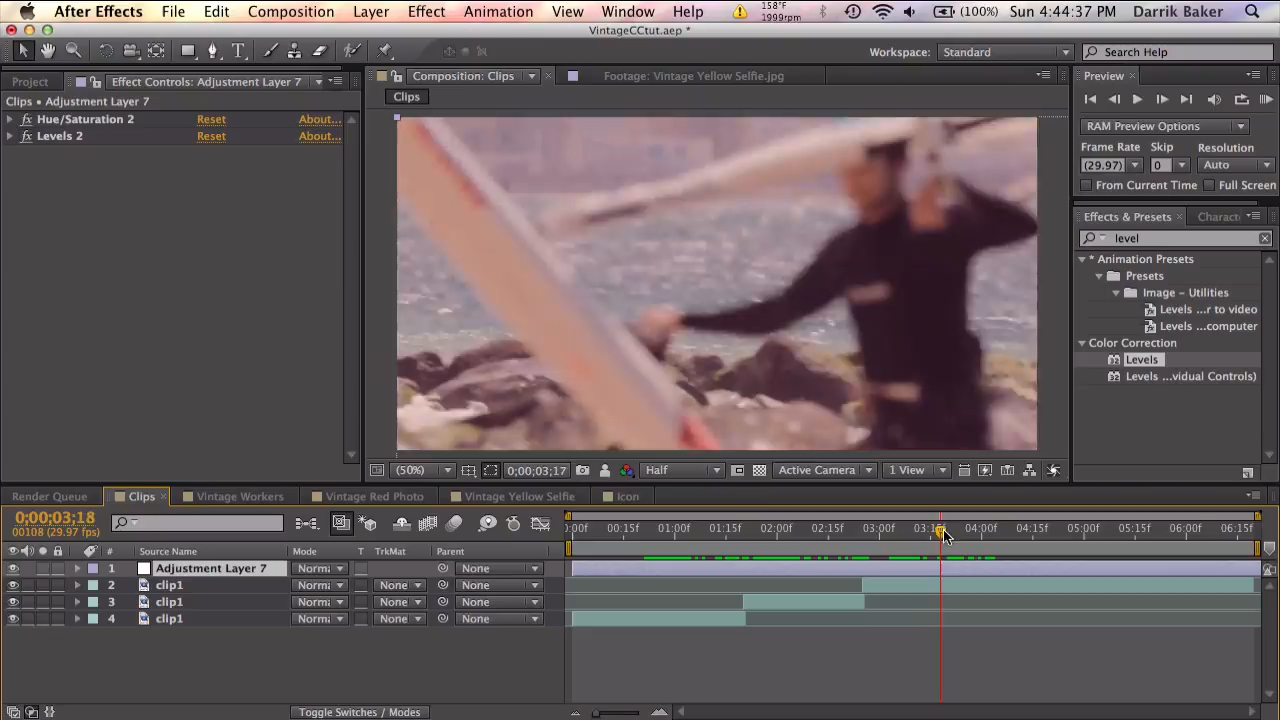 After Effects File Edit Composition Layer Effect Animation View Window Help 158°F 1999rpm (100%) Sun 4:44:37 PM Darrik Baker
VintageCCtut.aep *
Workspace: Standard Search Help
Project Effect Controls: Adjustment Layer 7 Composition: Clips Footage: Vintage Yellow Selfie.jpg Preview
Clips • Adjustment Layer 7 Clips
Hue/Saturation 2 Reset About...
Levels 2 Reset About...
RAM Preview Options
Frame Rate Skip Resolution
(29.97) 0 Auto
From Current Time Full Screen
Effects & Presets Charact
level
* Animation Presets
Presets
Image – Utilities
Levels ...r to video
Levels ...computer
Color Correction
Levels
Levels ...vidual Controls)
(50%) 0;00;03;17 Half Active Camera 1 View
Render Queue Clips Vintage Workers Vintage Red Photo Vintage Yellow Selfie Icon
0;00;03;18
00108 (29.97 fps)
:00f 00:15f 01:00f 01:15f 02:00f 02:15f 03:00f 03:15f 04:00f 04:15f 05:00f 05:15f 06:00f 06:15f
# Source Name Mode T TrkMat Parent
1 Adjustment Layer 7 Norma None
2 clip1 Norma None None
3 clip1 Norma None None
4 clip1 Norma None None
Toggle Switches / Modes